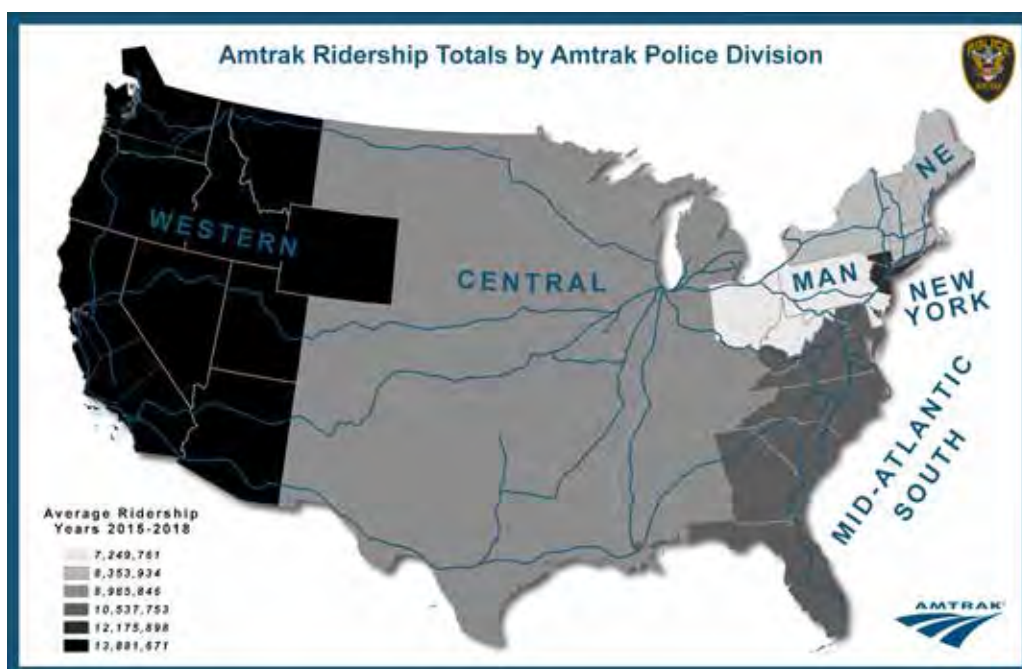 Amtrak Ridership Totals by Amtrak Police Division
POLICE
WESTERN
CENTRAL
MAN
NE
NEW
YORK
MID-ATLANTIC
SOUTH
Average Ridership
Years 2015-2018
7,249,761
8,353,934
8,985,846
10,537,753
12,175,898
13,881,671
AMTRAK